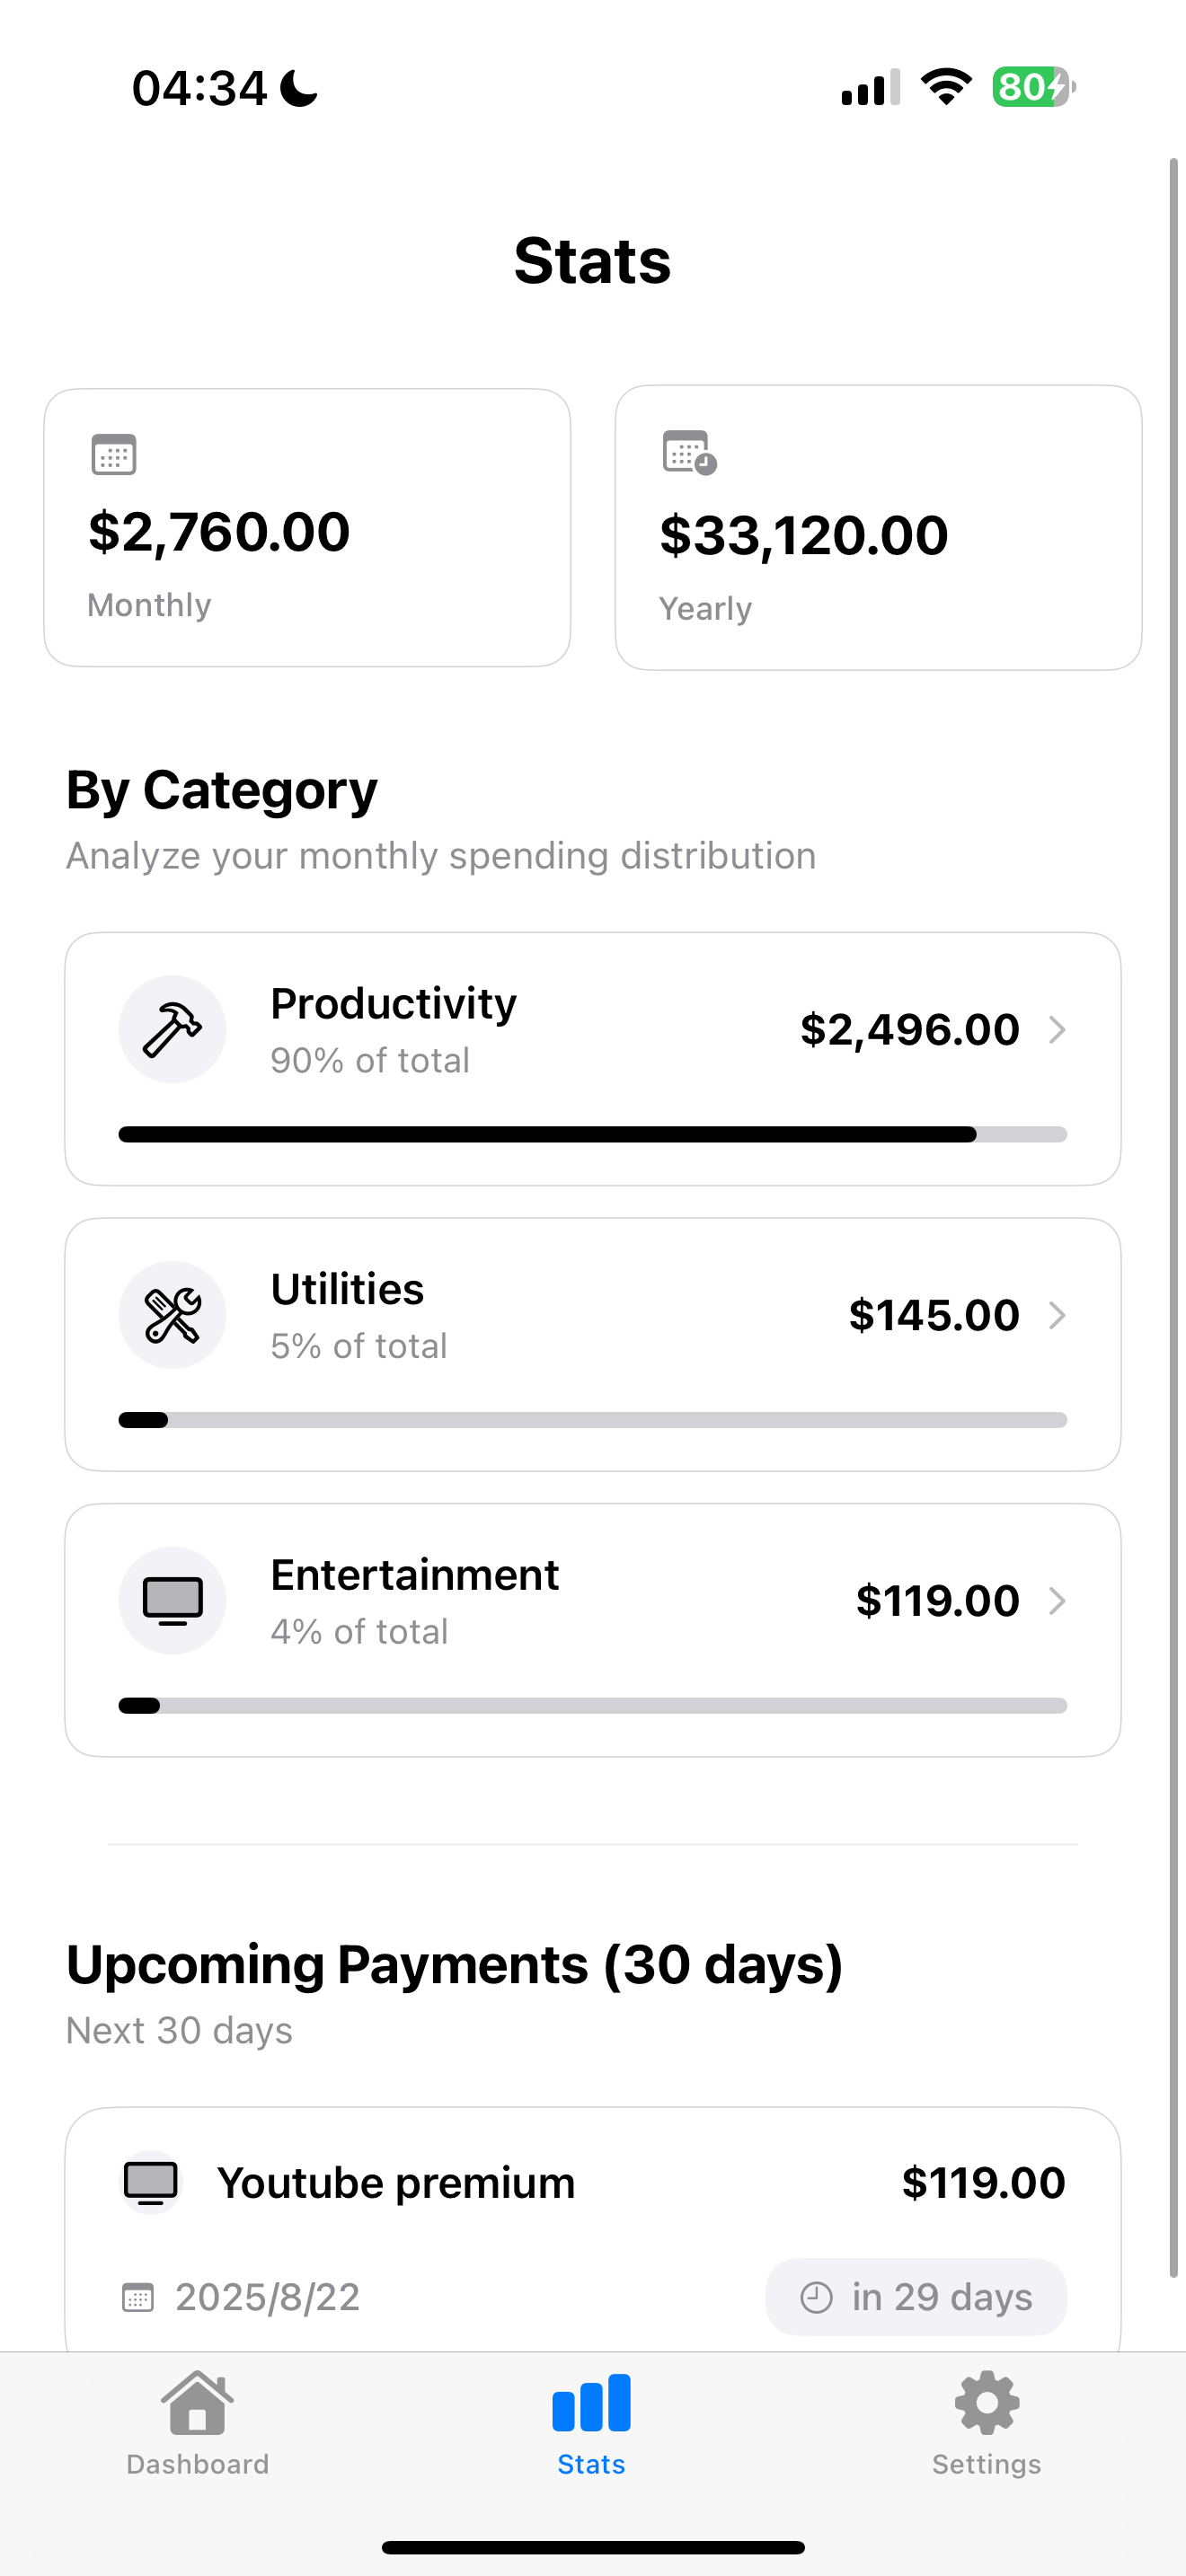 04:34
80
Stats
$2,760.00
Monthly
$33,120.00
Yearly
By Category
Analyze your monthly spending distribution
Productivity
90% of total
$2,496.00
Utilities
5% of total
$145.00
Entertainment
4% of total
$119.00
Upcoming Payments (30 days)
Next 30 days
Youtube premium
$119.00
2025/8/22
in 29 days
Dashboard
Stats
Settings